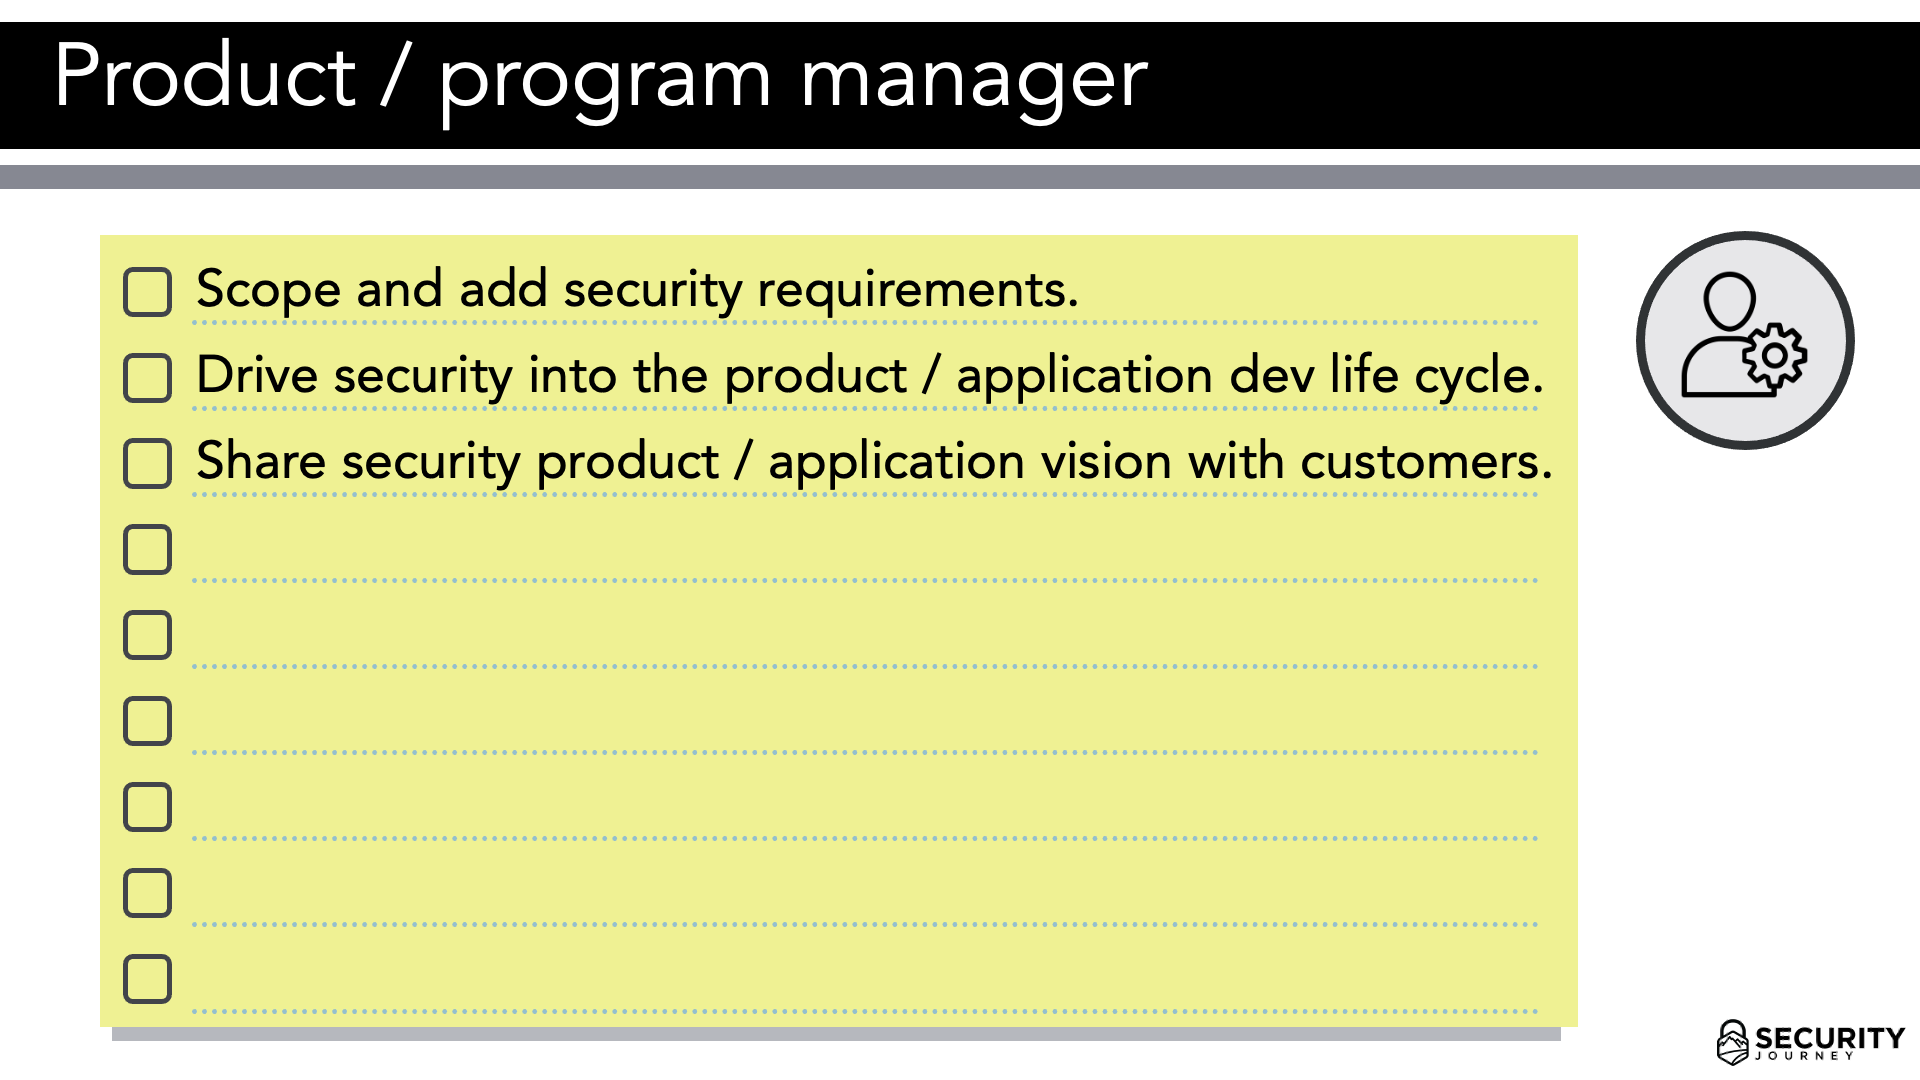 Product / program manager
Scope and add security requirements.
Drive security into the product / application dev life cycle.
Share security product / application vision with customers.
SECURITY
JOURNEY